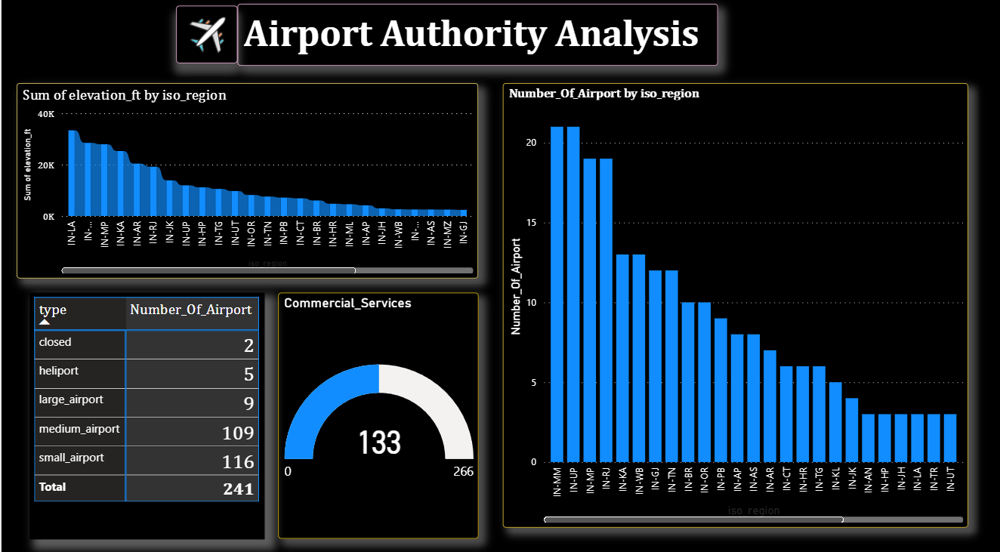 Airport Authority Analysis
Sum of elevation_ft by iso_region
Sum of elevation_ft
40K
20K
0K
IN-LA
IN-...
IN-MP
IN-KA
IN-AR
IN-RJ
IN-JK
IN-UP
IN-HP
IN-TG
IN-UT
IN-OR
IN-TN
IN-PB
IN-CT
IN-BR
IN-HR
IN-ML
IN-AP
IN-JH
IN-WB
IN-...
IN-AS
IN-MZ
IN-GJ
iso_region
Number_Of_Airport by iso_region
Number_Of_Airport
20
15
10
5
0
IN-MM
IN-UP
IN-MP
IN-RJ
IN-KA
IN-WB
IN-GJ
IN-TN
IN-BR
IN-OR
IN-PB
IN-AP
IN-AS
IN-AR
IN-CT
IN-HR
IN-TG
IN-KL
IN-JK
IN-AN
IN-HP
IN-JH
IN-LA
IN-TR
IN-UT
iso_region
type Number_Of_Airport
closed 2
heliport 5
large_airport 9
medium_airport 109
small_airport 116
Total 241
Commercial_Services
133
0 266